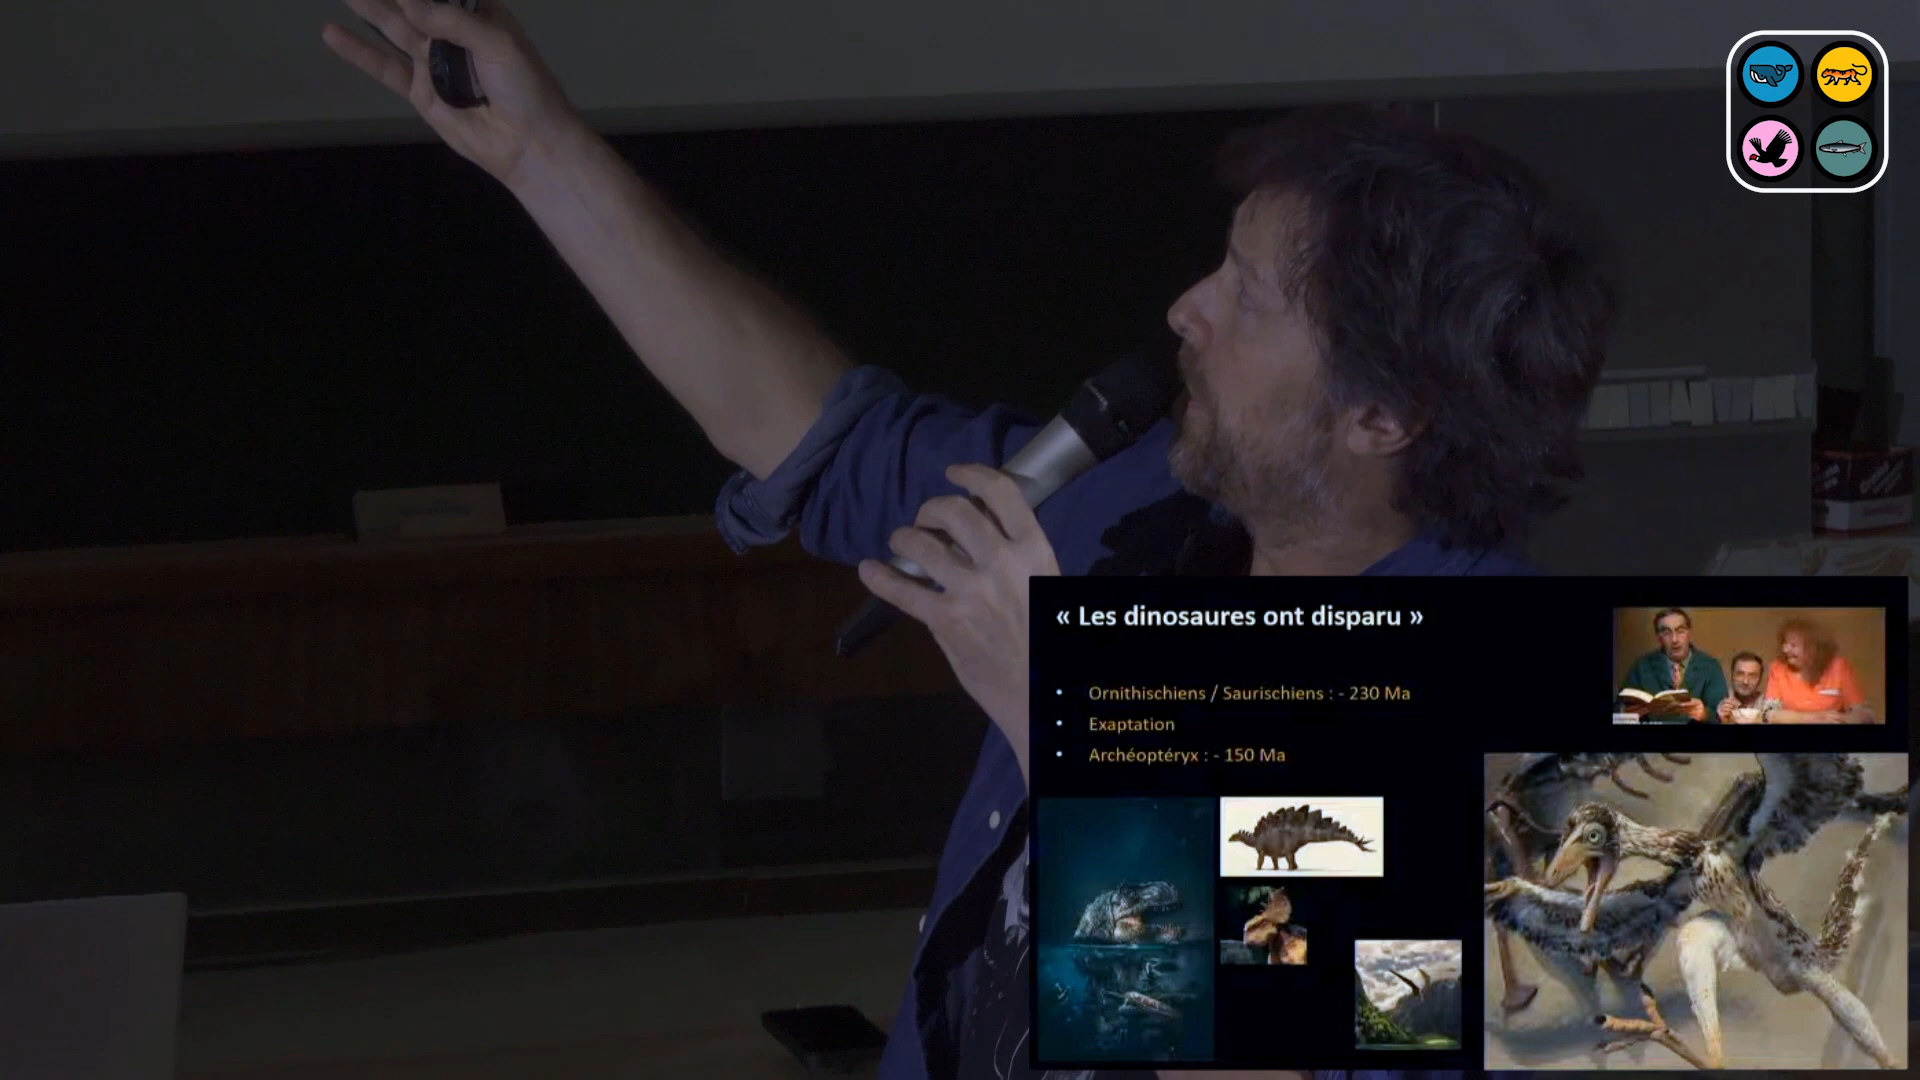 « Les dinosaures ont disparu »
• Ornithischiens / Saurischiens : - 230 Ma
• Exaptation
• Archéoptéryx : - 150 Ma